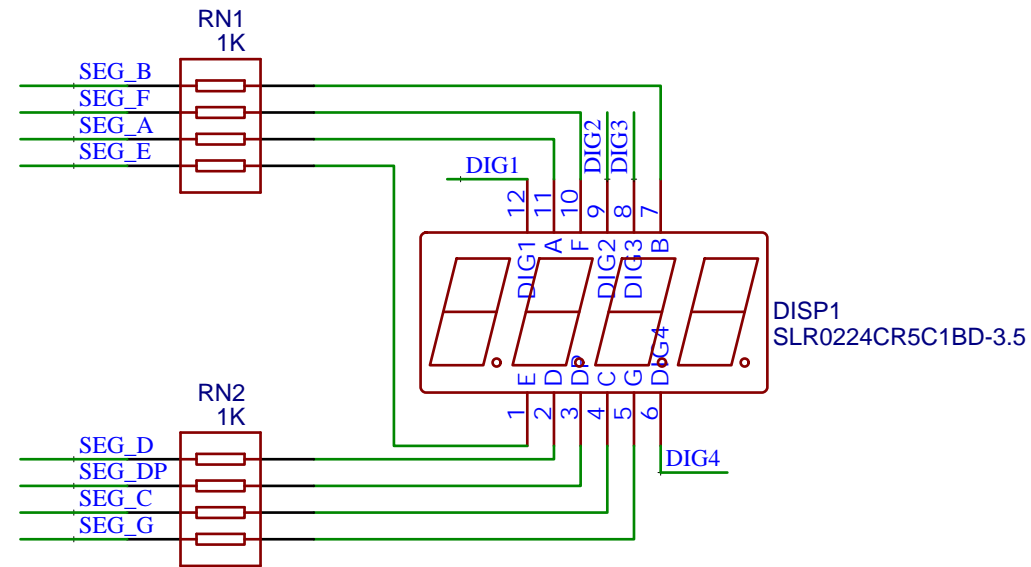 RN1
1K
SEG_B
SEG_F
SEG_A
SEG_E
DIG1
DIG2
DIG3
12
11
10
9
8
7
DIG1
A
F
DIG2
DIG3
B
DISP1
SLR0224CR5C1BD-3.5
E
D
DP
C
G
DIG4
1
2
3
4
5
6
DIG4
RN2
1K
SEG_D
SEG_DP
SEG_C
SEG_G